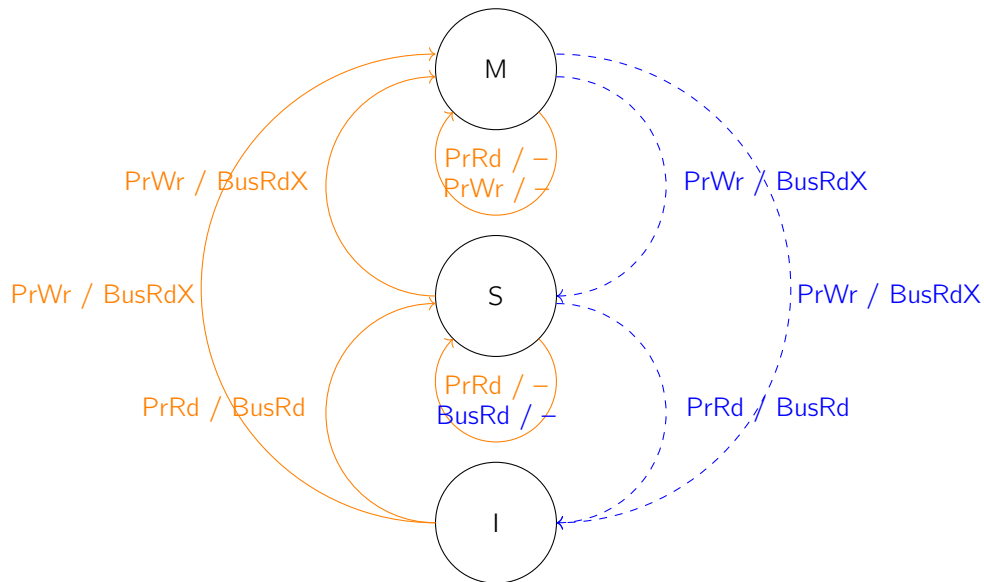 M
PrRd / –
PrWr / –
PrWr / BusRdX
PrWr / BusRdX
PrWr / BusRdX
S
PrWr / BusRdX
PrRd / –
BusRd / –
PrRd / BusRd
PrRd / BusRd
I